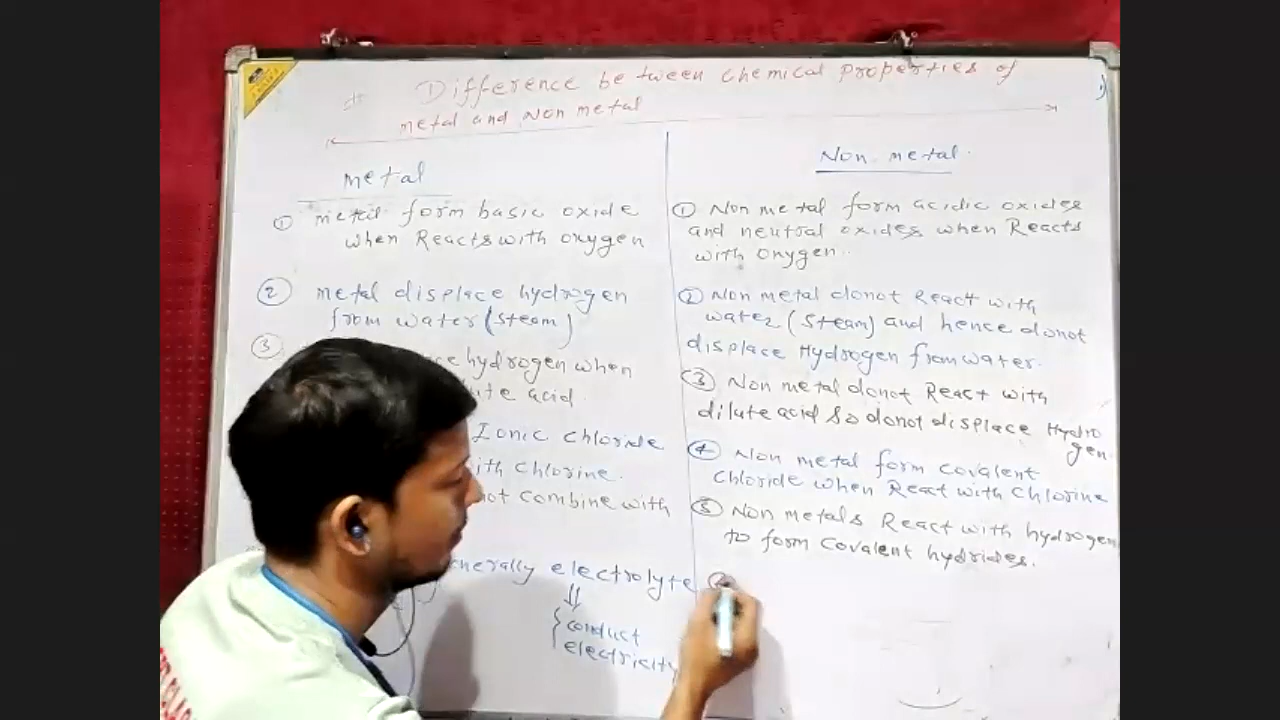 Difference between chemical Properties of
metal and Non metal
metal
① metal form basic oxide
when Reacts with oxygen
② metal displace hydrogen
from water (steam)
③ hydrogen when
acid.
Ionic chloride
with chlorine.
not combine with
generally electrolyte
⇓
{conduct
electricity
Non-metal.
① Non metal form acidic oxides
and neutral oxides when Reacts
with oxygen.
② Non metal donot React with
water (steam) and hence donot
displace Hydrogen from water.
③ Non metal donot React with
dilute acid so donot displace Hydro
gen.
④ Non metal form covalent
chloride when React with chlorine
⑤ Non metals React with hydrogen
to form covalent hydrides.